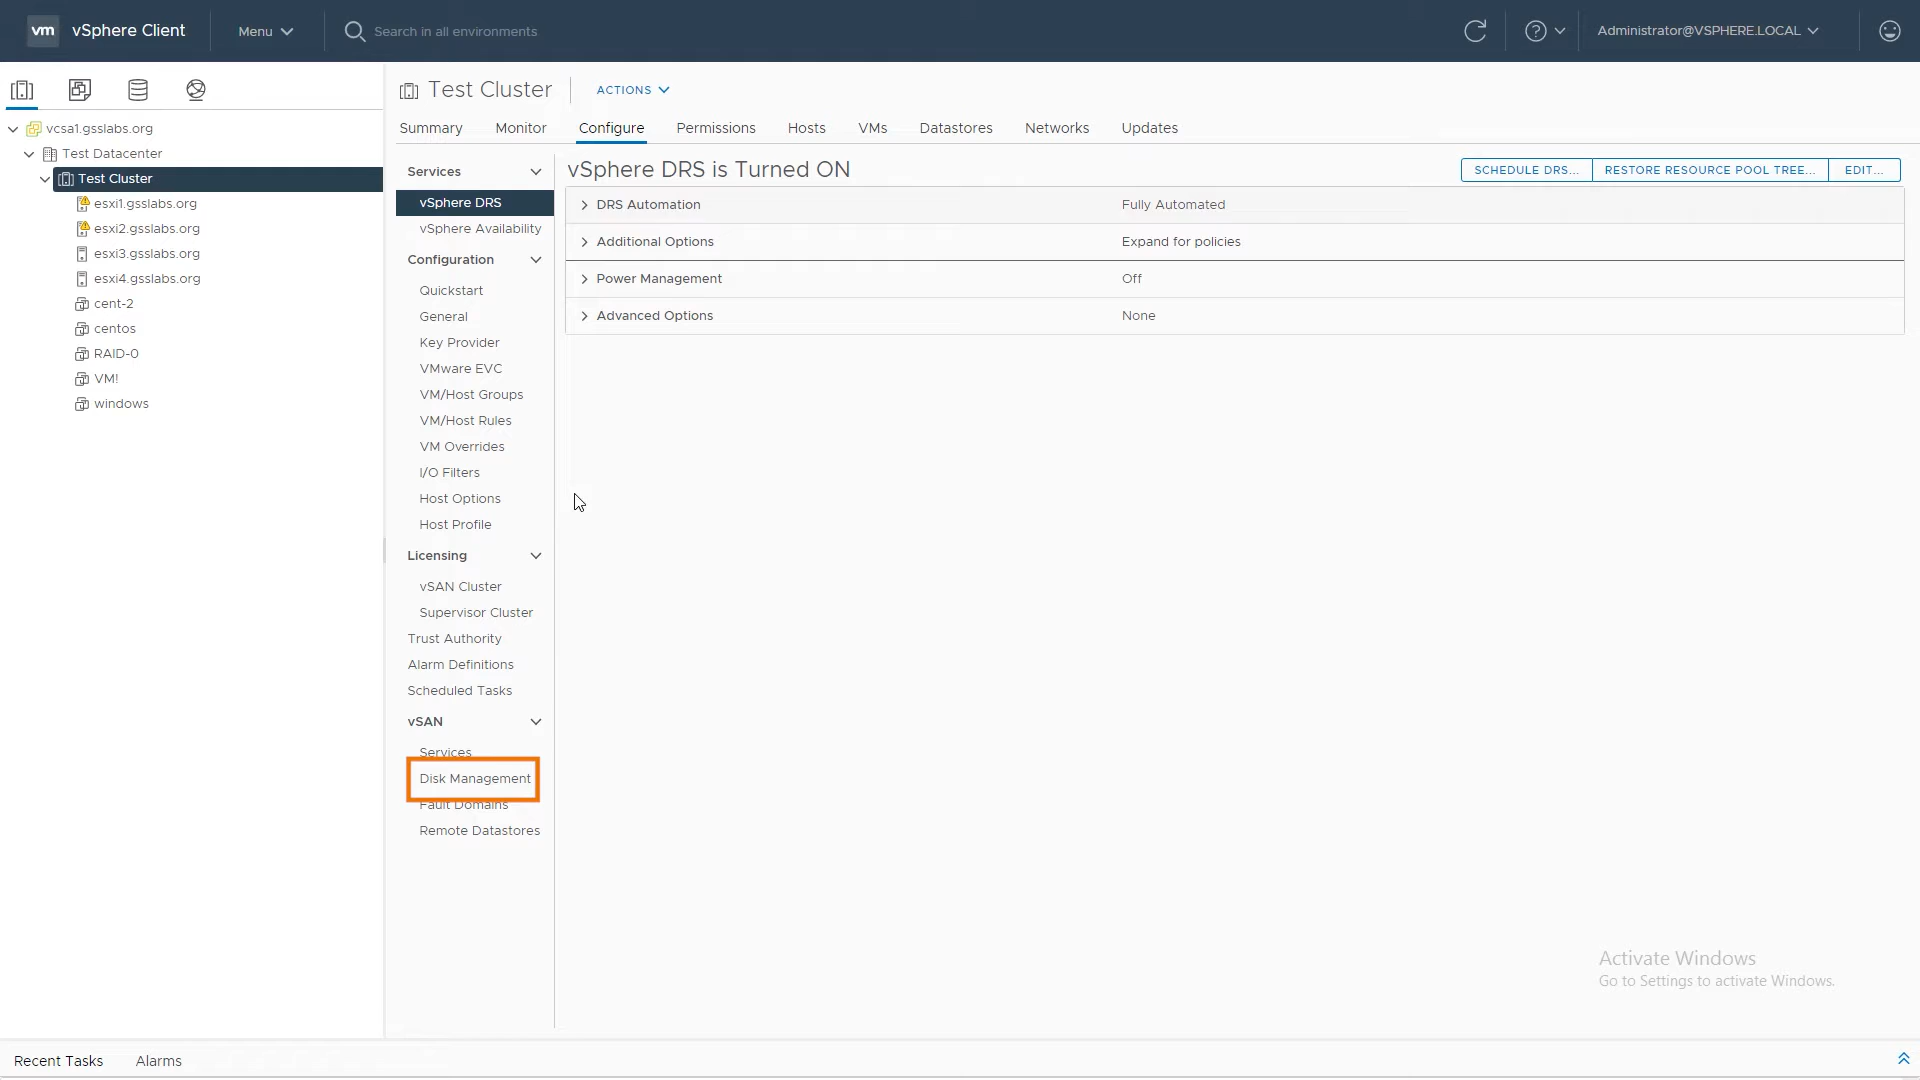 vm vSphere Client Menu Search in all environments Administrator@VSPHERE.LOCAL
vcsa1.gsslabs.org
Test Datacenter
Test Cluster
esxi1.gsslabs.org
esxi2.gsslabs.org
esxi3.gsslabs.org
esxi4.gsslabs.org
cent-2
centos
RAID-0
VM!
windows
Test Cluster ACTIONS
Summary Monitor Configure Permissions Hosts VMs Datastores Networks Updates
Services
vSphere DRS
vSphere Availability
Configuration
Quickstart
General
Key Provider
VMware EVC
VM/Host Groups
VM/Host Rules
VM Overrides
I/O Filters
Host Options
Host Profile
Licensing
vSAN Cluster
Supervisor Cluster
Trust Authority
Alarm Definitions
Scheduled Tasks
vSAN
Services
Disk Management
Fault Domains
Remote Datastores
vSphere DRS is Turned ON SCHEDULE DRS... RESTORE RESOURCE POOL TREE... EDIT...
DRS Automation Fully Automated
Additional Options Expand for policies
Power Management Off
Advanced Options None
Activate Windows
Go to Settings to activate Windows.
Recent Tasks Alarms